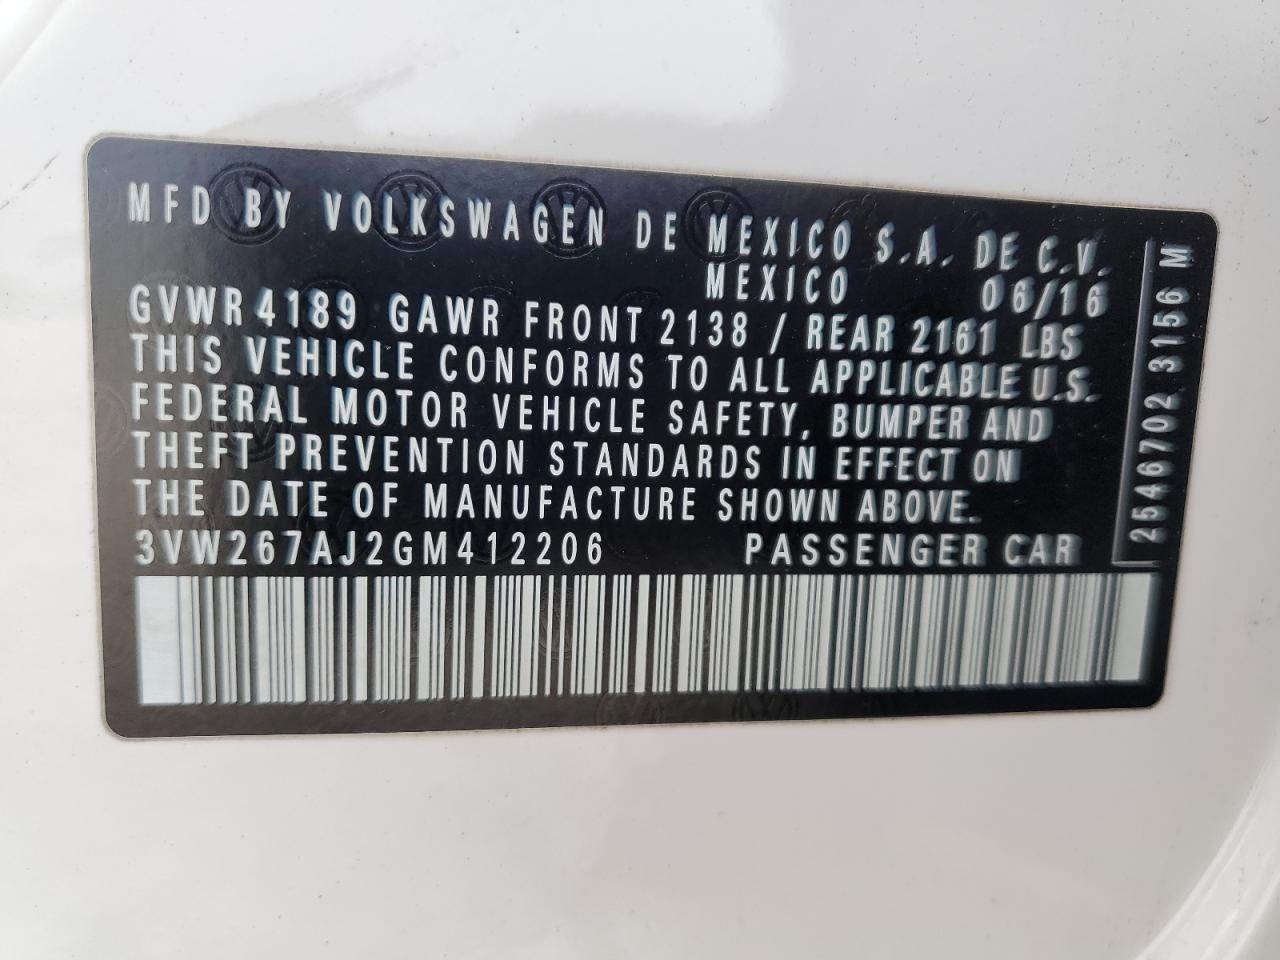 MFD BY VOLKSWAGEN DE MEXICO S.A. DE C.V.
MEXICO 06/16
GVWR 4189 GAWR FRONT 2138 / REAR 2161 LBS
THIS VEHICLE CONFORMS TO ALL APPLICABLE U.S.
FEDERAL MOTOR VEHICLE SAFETY, BUMPER AND
THEFT PREVENTION STANDARDS IN EFFECT ON
THE DATE OF MANUFACTURE SHOWN ABOVE.
3VW267AJ2GM412206 PASSENGER CAR
2546702 3156 M